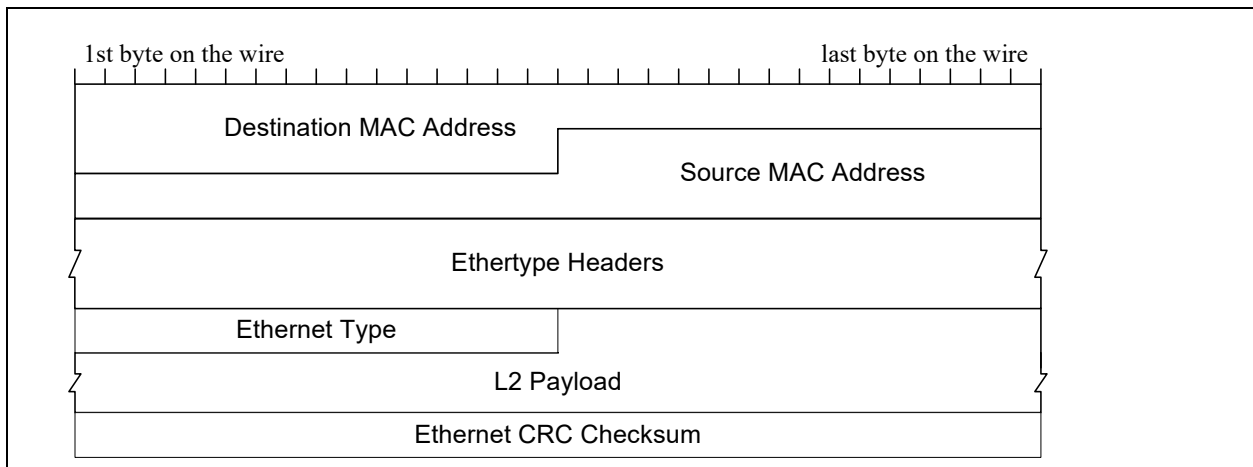 1st byte on the wire last byte on the wire
Destination MAC Address
Source MAC Address
Ethertype Headers
Ethernet Type
L2 Payload
Ethernet CRC Checksum